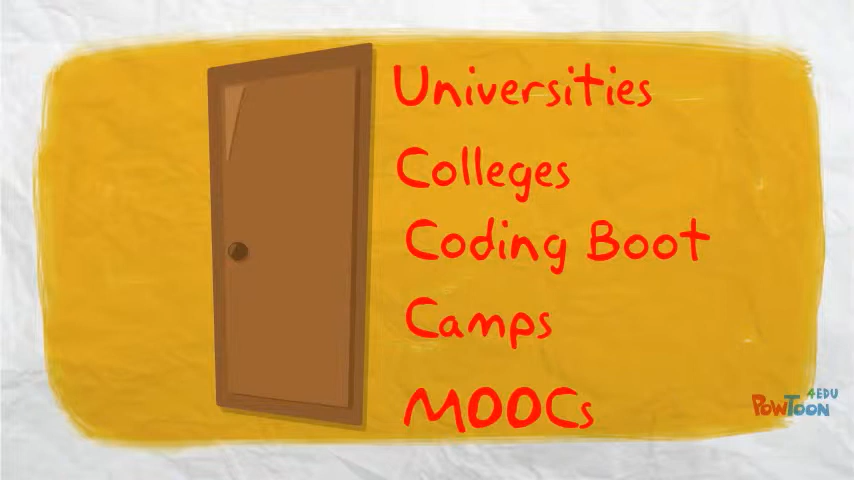 Universities
Colleges
Coding Boot
Camps
MOOCs
4EDU
POWTOON